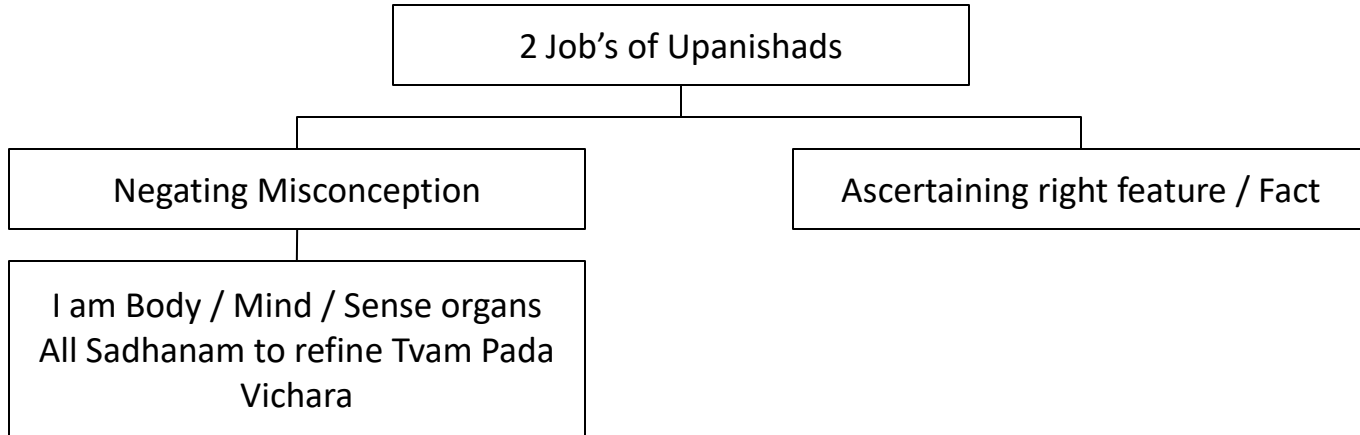 2 Job’s of Upanishads
Negating Misconception
Ascertaining right feature / Fact
I am Body / Mind / Sense organs
All Sadhanam to refine Tvam Pada
Vichara